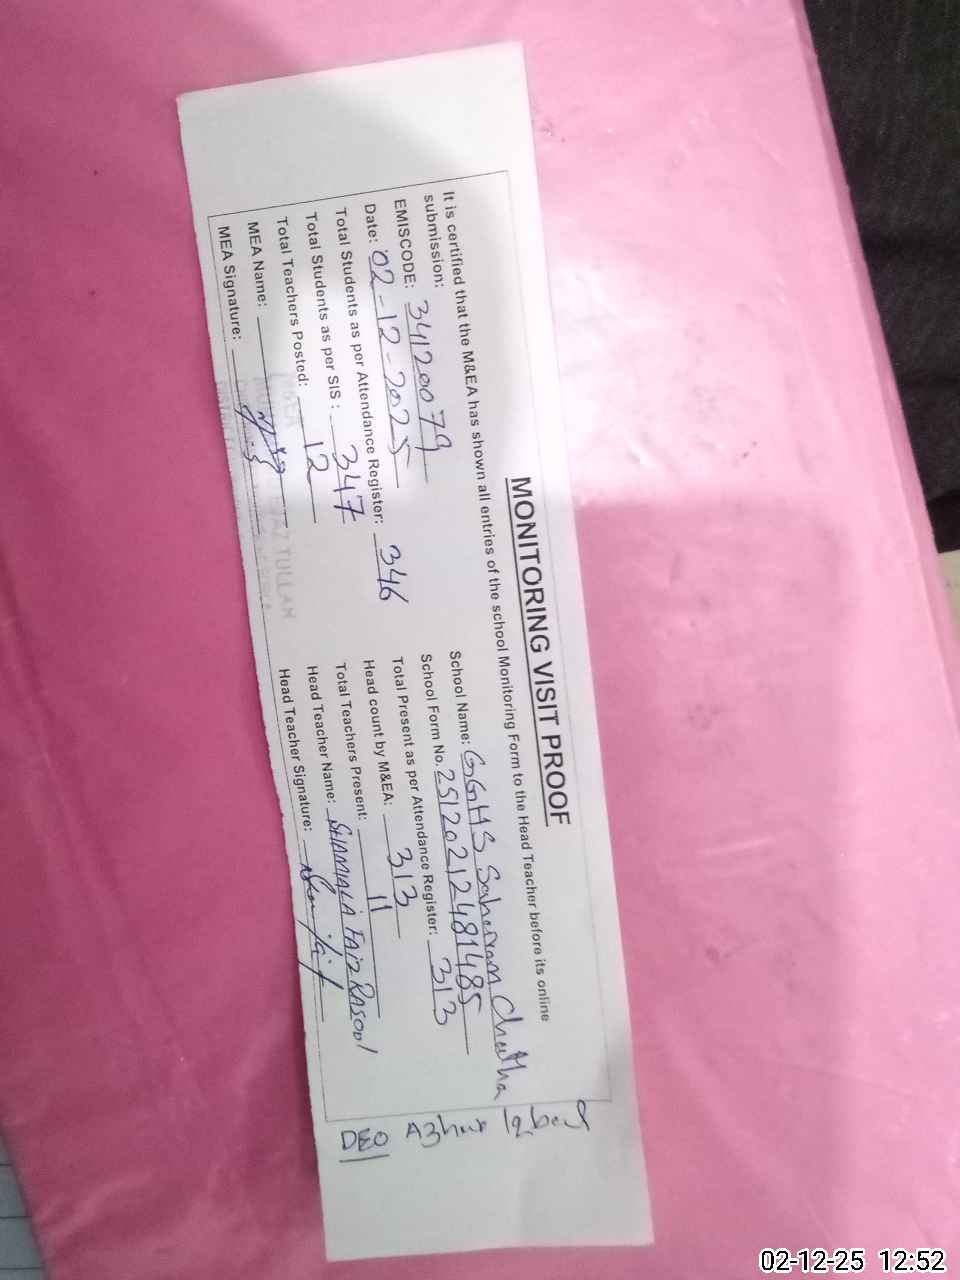 MONITORING VISIT PROOF
It is certified that the M&EA has shown all entries of the school Monitoring Form to the Head Teacher before its online
submission:
EMISCODE: 34120079
School Name: GGHS Saharan Chattha
Date: 02-12-2025
School Form No. 2512021248 1485
Total Students as per Attendance Register: 346
Total Present as per Attendance Register: 313
Total Students as per SIS : 347
Head count by M&EA: 313
Total Teachers Posted: 12
Total Teachers Present: 11
MEA Name:
Head Teacher Name: SHAMAILA FAIZ RASOOL
MEA Signature:
Head Teacher Signature:
TULLAH
DEO Azhar Iqbal
02-12-25 12:52